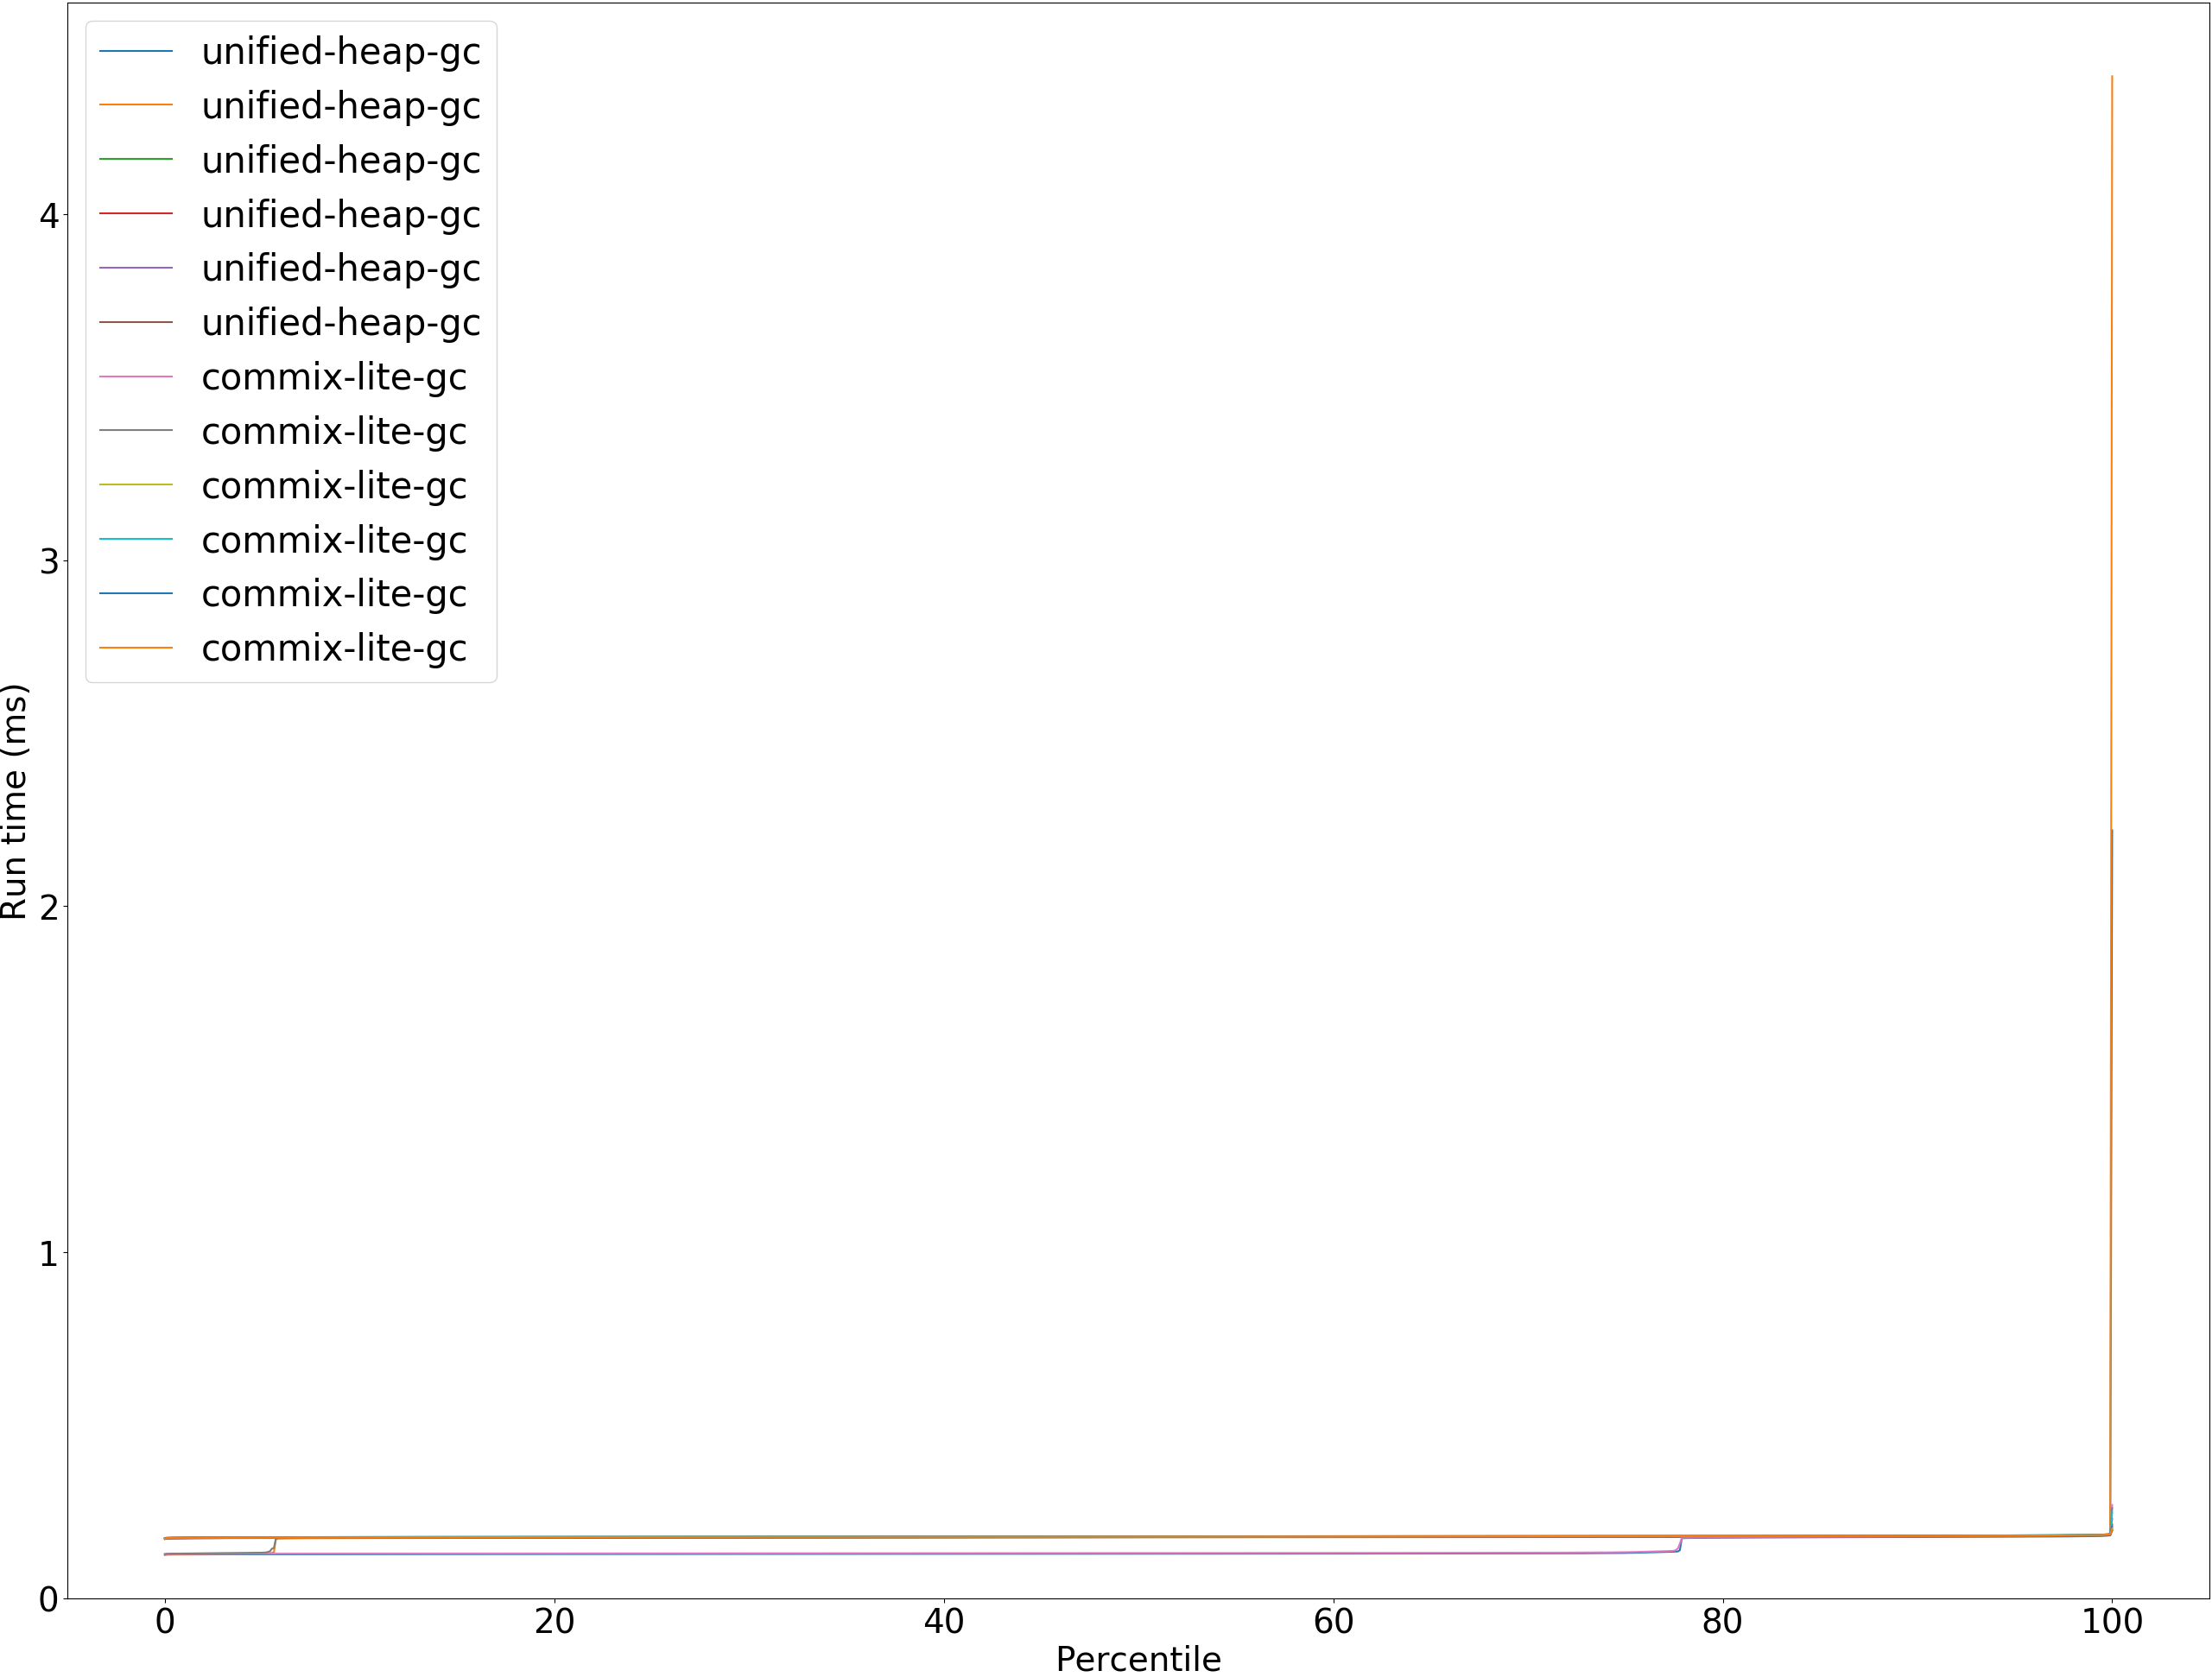 unified-heap-gc
unified-heap-gc
unified-heap-gc
unified-heap-gc
unified-heap-gc
unified-heap-gc
commix-lite-gc
commix-lite-gc
commix-lite-gc
commix-lite-gc
commix-lite-gc
commix-lite-gc
Run time (ms)
4
3
2
1
0
0 20 40 60 80 100
Percentile